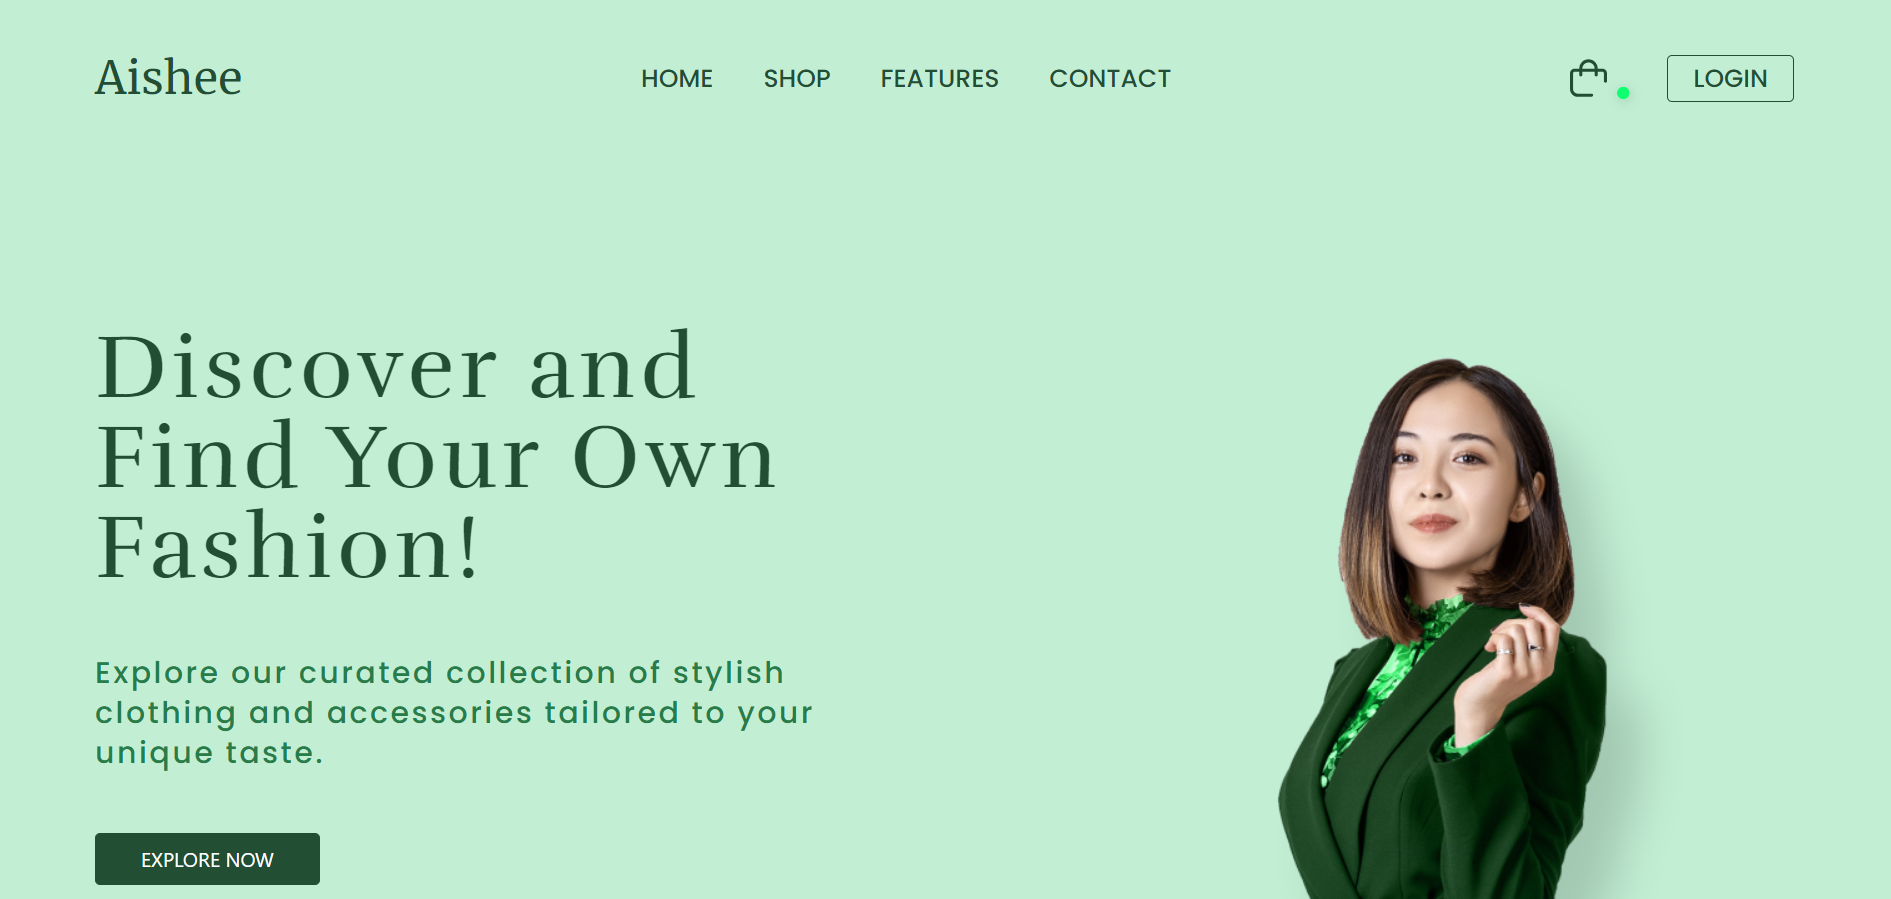 Aishee
HOME SHOP FEATURES CONTACT
LOGIN
Discover and
Find Your Own
Fashion!
Explore our curated collection of stylish
clothing and accessories tailored to your
unique taste.
EXPLORE NOW